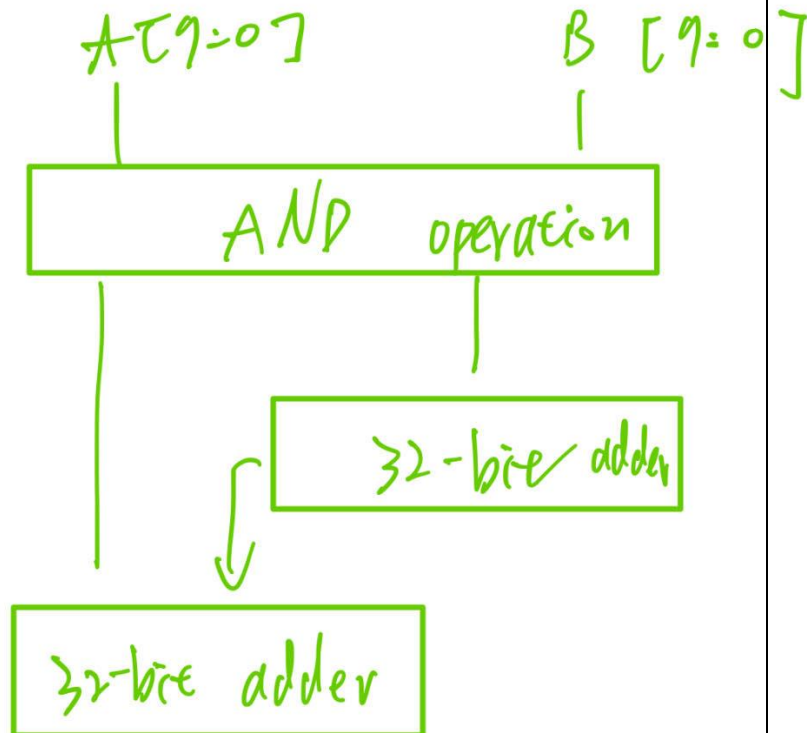 A[9:0] B [9:0]
AND operation
32-bit adder
32-bit adder